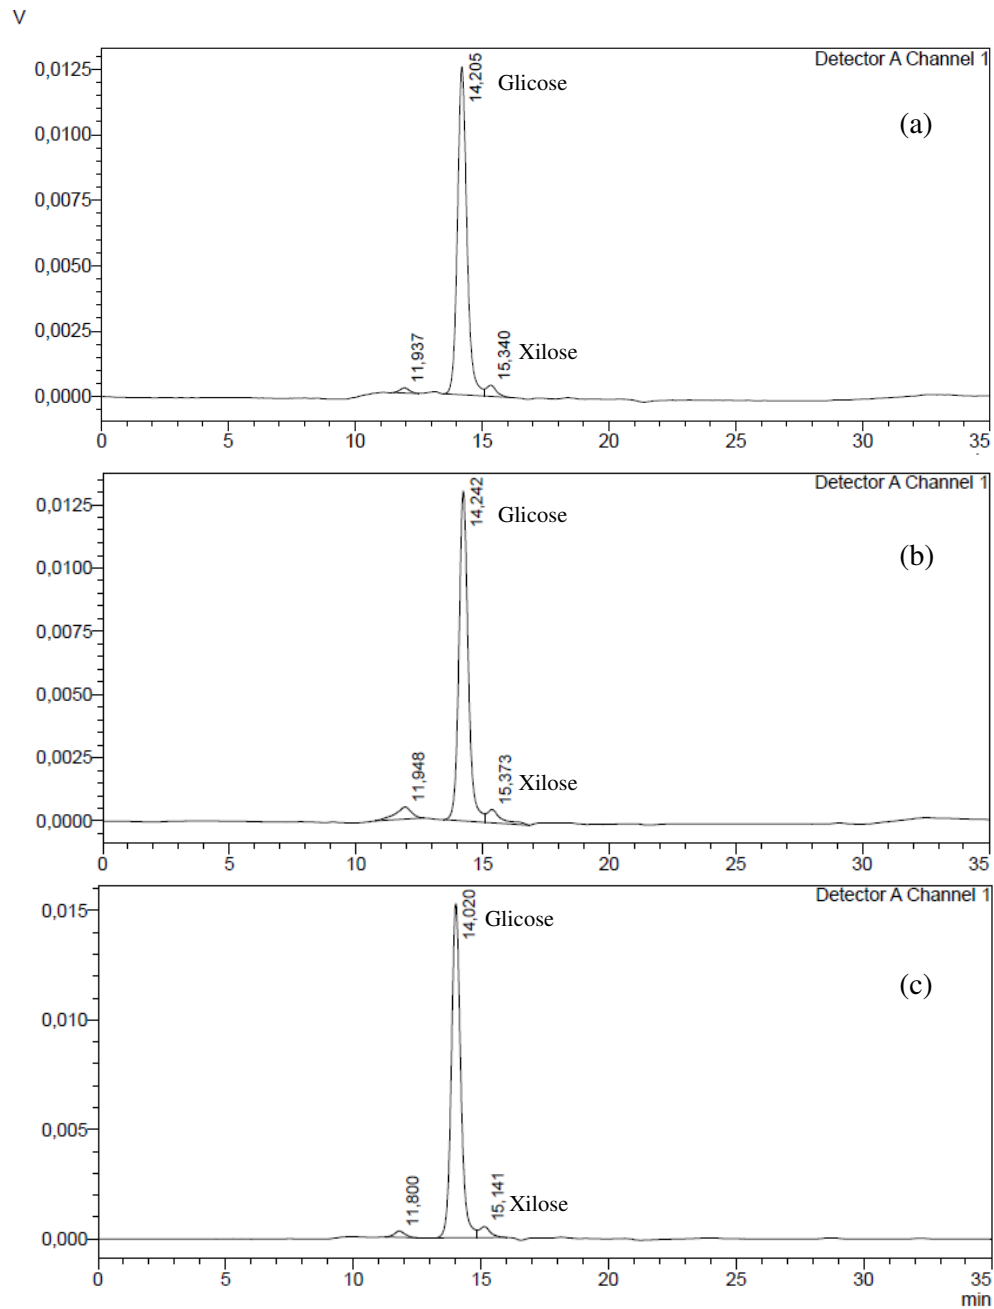 V
Detector A Channel 1
0,0125
14,205
Glicose
(a)
0,0100
0,0075
0,0050
0,0025
11,937
15,340
Xilose
0,0000
0 5 10 15 20 25 30 35
Detector A Channel 1
0,0125
14,242
Glicose
(b)
0,0100
0,0075
0,0050
0,0025
11,948
15,373
Xilose
0,0000
0 5 10 15 20 25 30 35
Detector A Channel 1
0,015
14,020
Glicose
(c)
0,010
0,005
11,800
15,141
Xilose
0,000
0 5 10 15 20 25 30 35
min